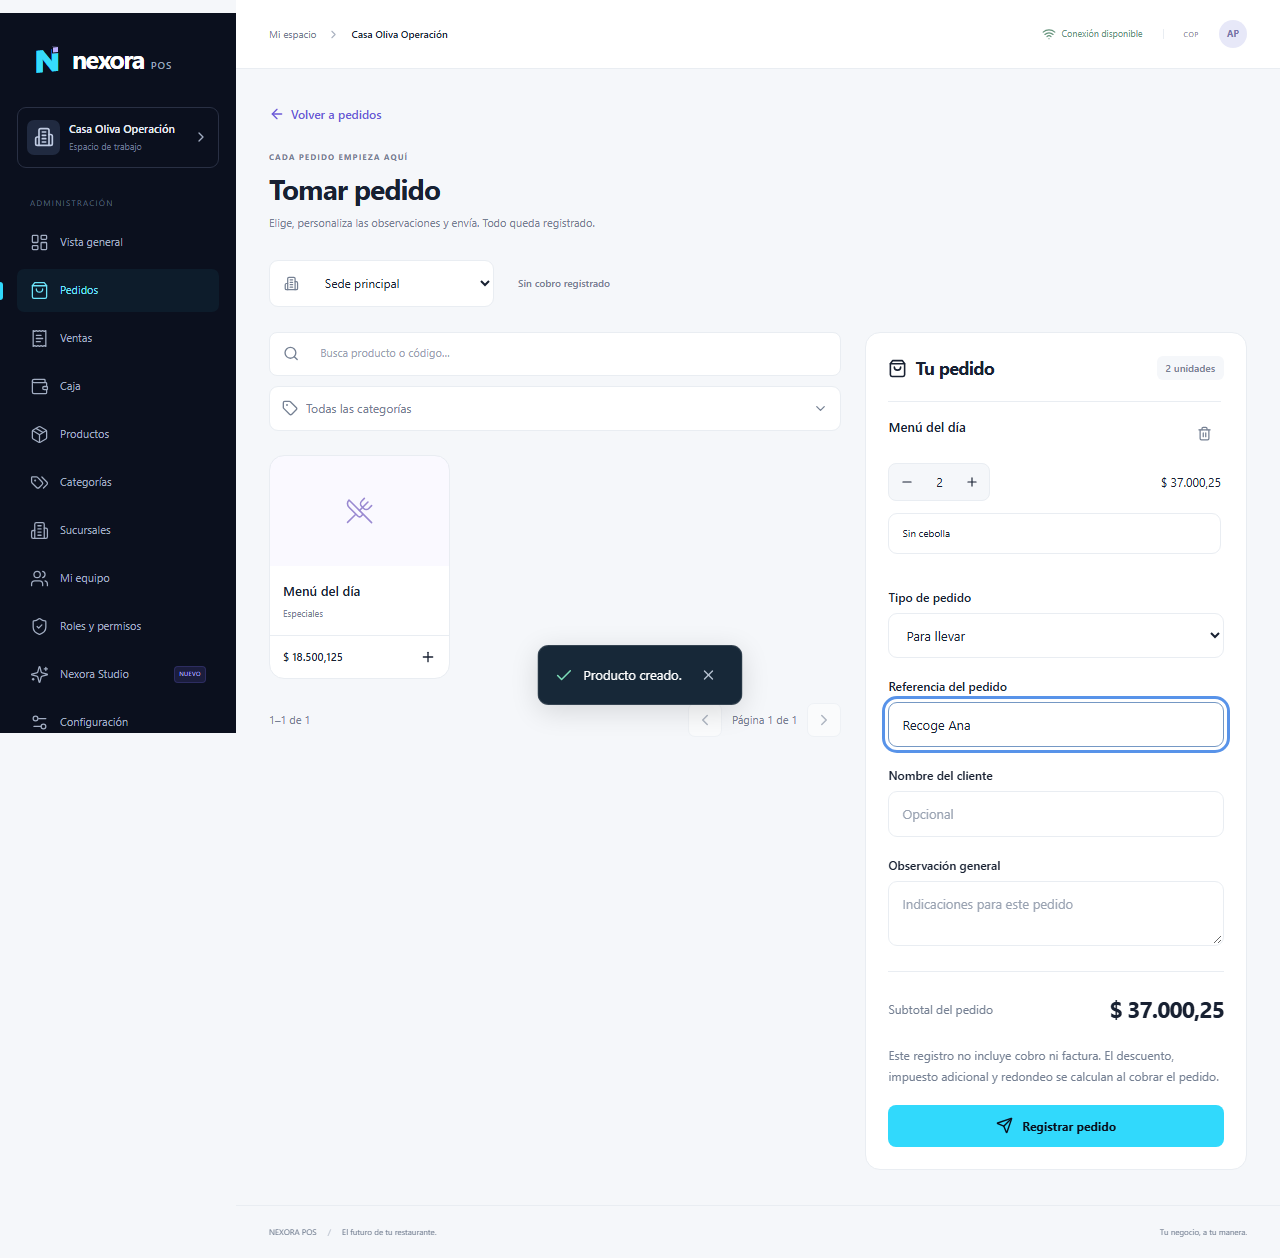 nexora POS
Casa Oliva Operación
Espacio de trabajo
ADMINISTRACIÓN
Vista general
Pedidos
Ventas
Caja
Productos
Categorías
Sucursales
Mi equipo
Roles y permisos
Nexora Studio NUEVO
Configuración
Mi espacio Casa Oliva Operación
Conexión disponible COP AP
Volver a pedidos
CADA PEDIDO EMPIEZA AQUÍ
Tomar pedido
Elige, personaliza las observaciones y envía. Todo queda registrado.
Sede principal Sin cobro registrado
Busca producto o código...
Todas las categorías
Menú del día
Especiales
$ 18.500,125
Producto creado.
1–1 de 1 Página 1 de 1
Tu pedido 2 unidades
Menú del día
2 $ 37.000,25
Sin cebolla
Tipo de pedido
Para llevar
Referencia del pedido
Recoge Ana
Nombre del cliente
Opcional
Observación general
Indicaciones para este pedido
Subtotal del pedido $ 37.000,25
Este registro no incluye cobro ni factura. El descuento,
impuesto adicional y redondeo se calculan al cobrar el pedido.
Registrar pedido
NEXORA POS / El futuro de tu restaurante.
Tu negocio, a tu manera.